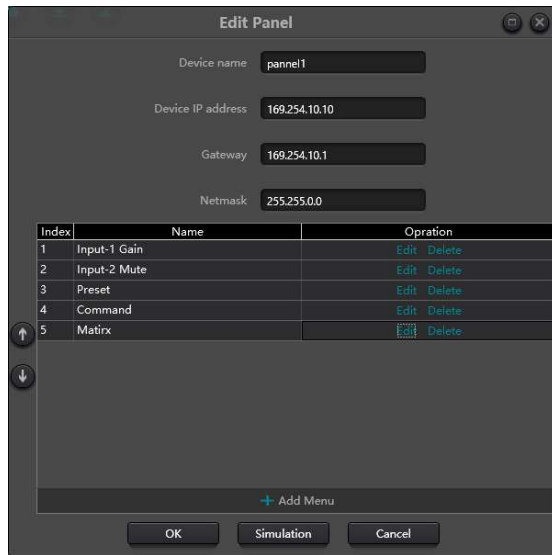 Edit Panel
Device name pannel1
Device IP address 169.254.10.10
Gateway 169.254.10.1
Netmask 255.255.0.0
Index Name Opration
1 Input-1 Gain Edit Delete
2 Input-2 Mute Edit Delete
3 Preset Edit Delete
4 Command Edit Delete
5 Matirx Edit Delete
+ Add Menu
OK Simulation Cancel